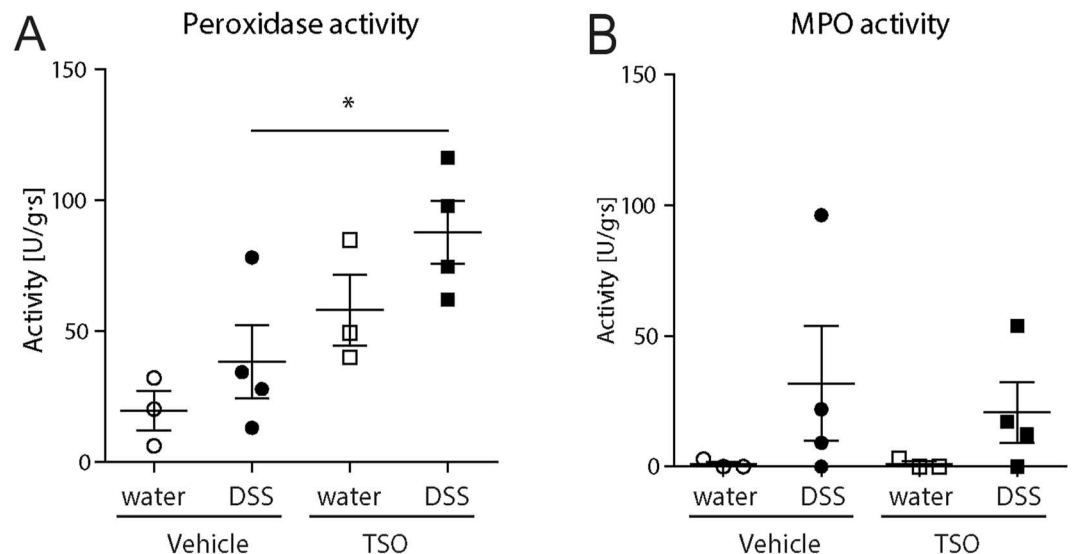 A
Peroxidase activity
150
100
50
0
Activity [U/g·s]
*
water DSS water DSS
Vehicle TSO
B
MPO activity
150
100
50
0
Activity [U/g·s]
water DSS water DSS
Vehicle TSO